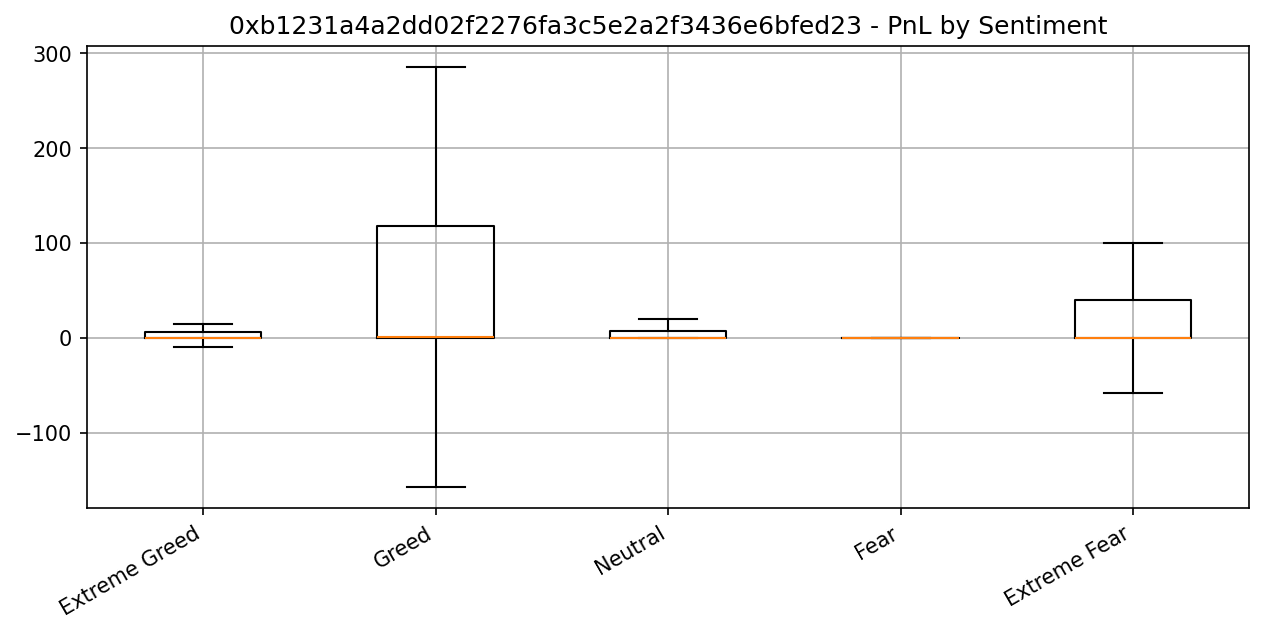 0xb1231a4a2dd02f2276fa3c5e2a2f3436e6bfed23 - PnL by Sentiment
300
200
100
0
−100
Extreme Greed
Greed
Neutral
Fear
Extreme Fear